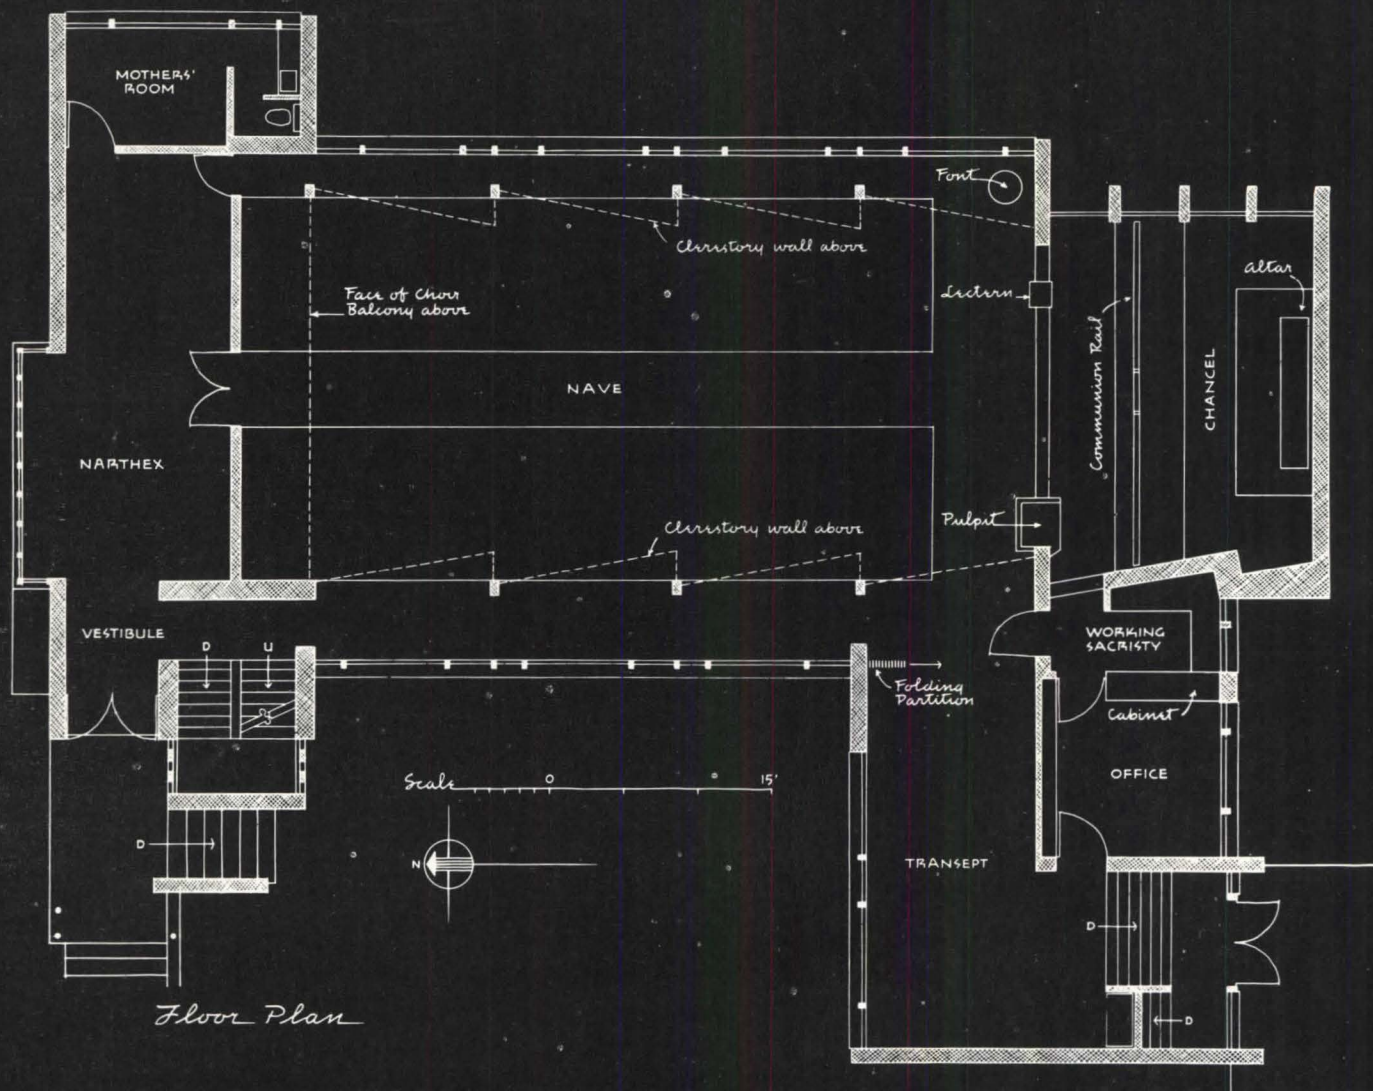 MOTHERS'
ROOM
Font
Clerestory wall above
Altar
Lectern
Face of Choir
Balcony above
Communion Rail
CHANCEL
NAVE
NARTHEX
Clerestory wall above
Pulpit
VESTIBULE
D
U
WORKING
SACRISTY
Folding
Partition
Cabinet
OFFICE
Scale
0
15'
D
N
TRANSEPT
D
D
Floor Plan